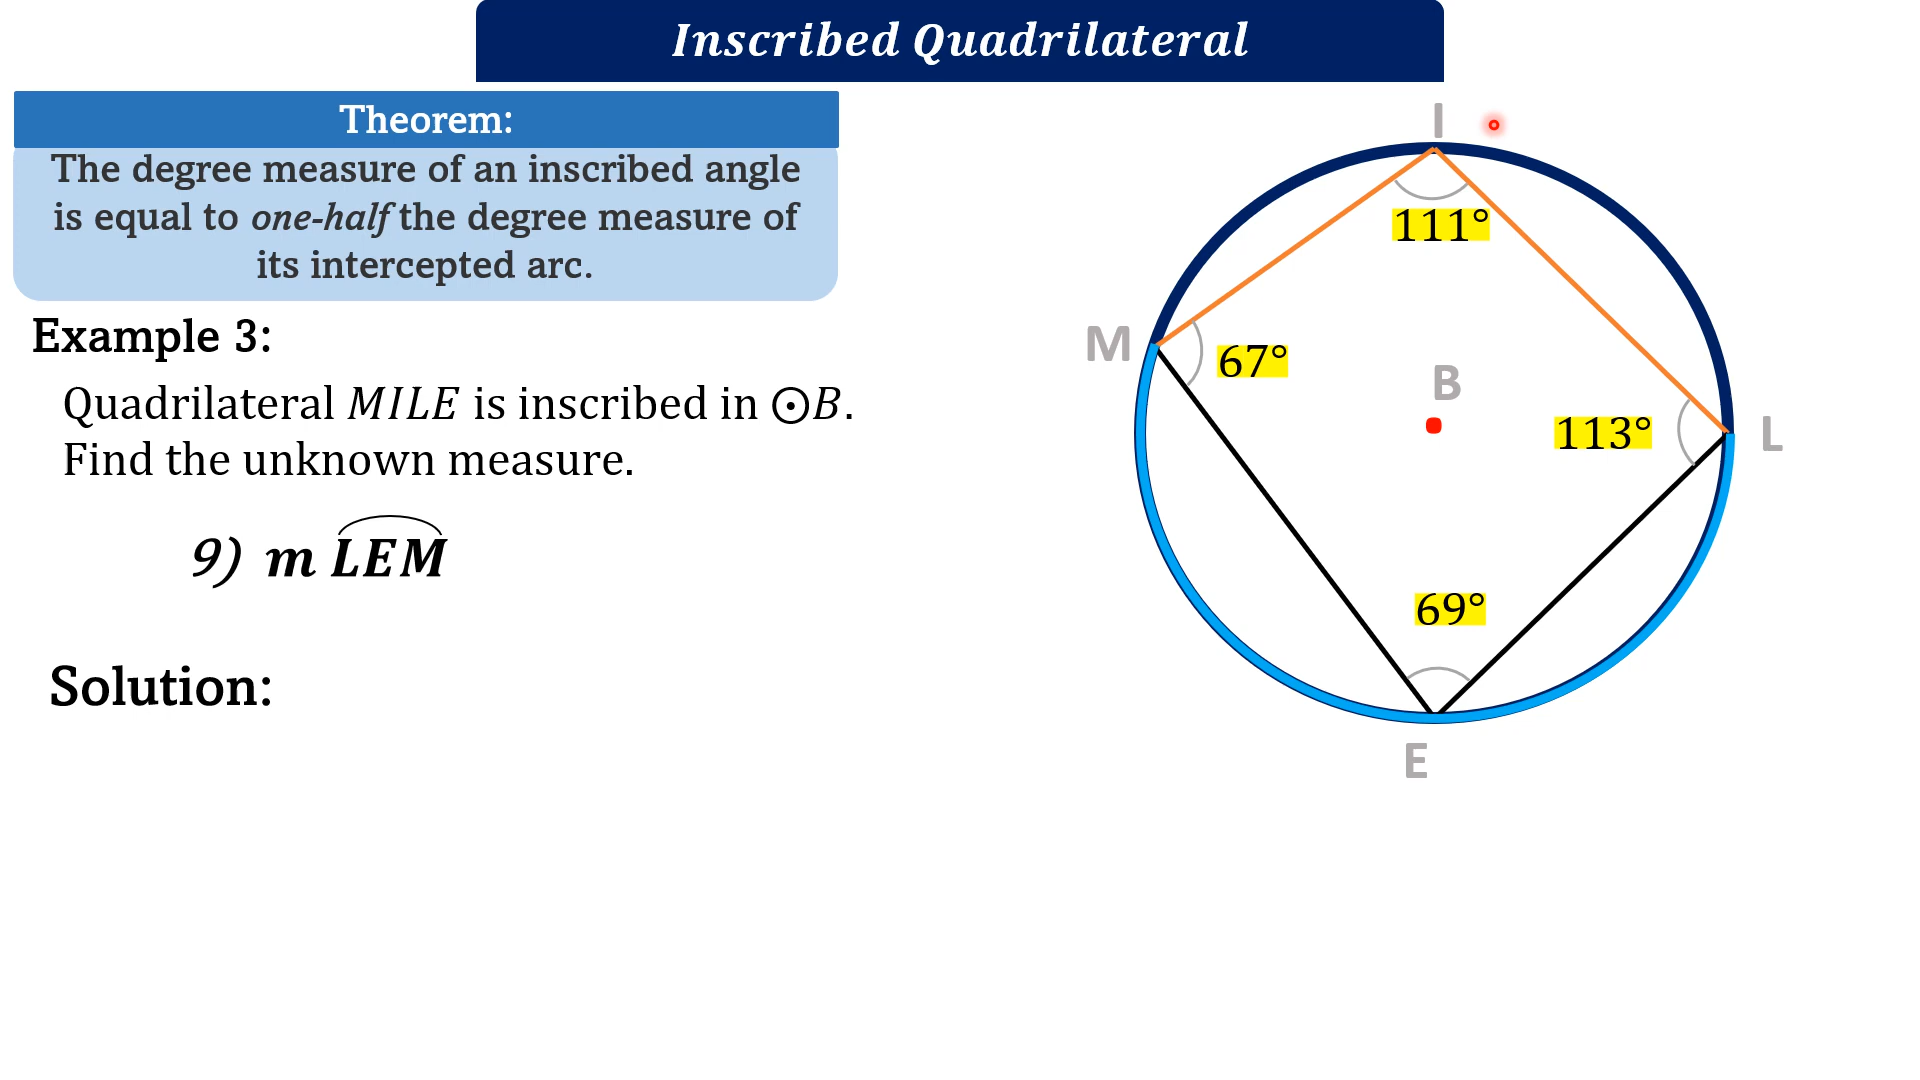 Inscribed Quadrilateral
Theorem:
The degree measure of an inscribed angle
is equal to one-half the degree measure of
its intercepted arc.
Example 3:
Quadrilateral MILE is inscribed in ⊙B.
Find the unknown measure.
9) m LEM
Solution:
I
111°
M
67°
B
113°
L
69°
E